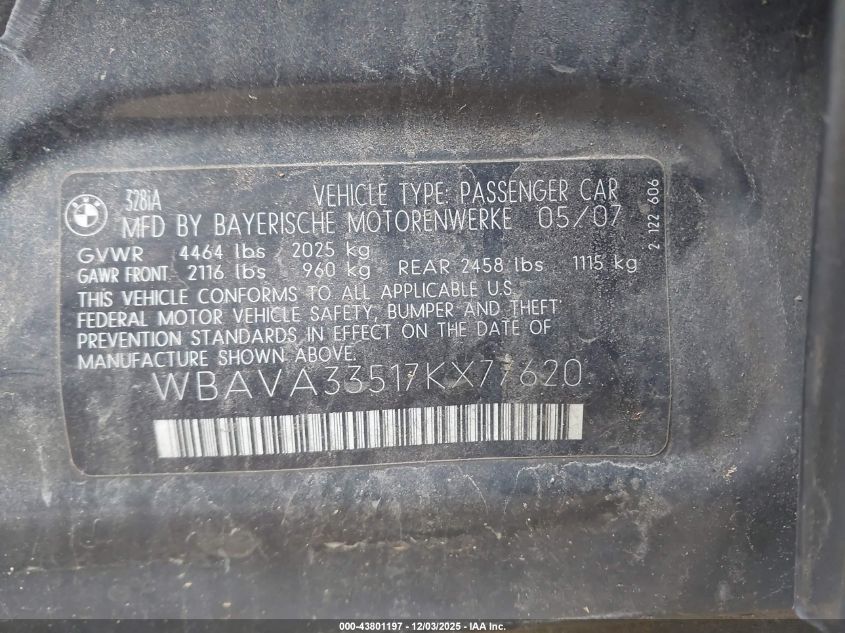 328iA VEHICLE TYPE: PASSENGER CAR
MFD BY BAYERISCHE MOTORENWERKE 05/07
GVWR 4464 lbs 2025 kg
GAWR FRONT 2116 lbs 960 kg REAR 2458 lbs 1115 kg
THIS VEHICLE CONFORMS TO ALL APPLICABLE U.S.
FEDERAL MOTOR VEHICLE SAFETY, BUMPER AND THEFT
PREVENTION STANDARDS IN EFFECT ON THE DATE OF
MANUFACTURE SHOWN ABOVE.
WBAVA33517KX77620
2 122 606
000-43801197 - 12/03/2025 - IAA Inc.